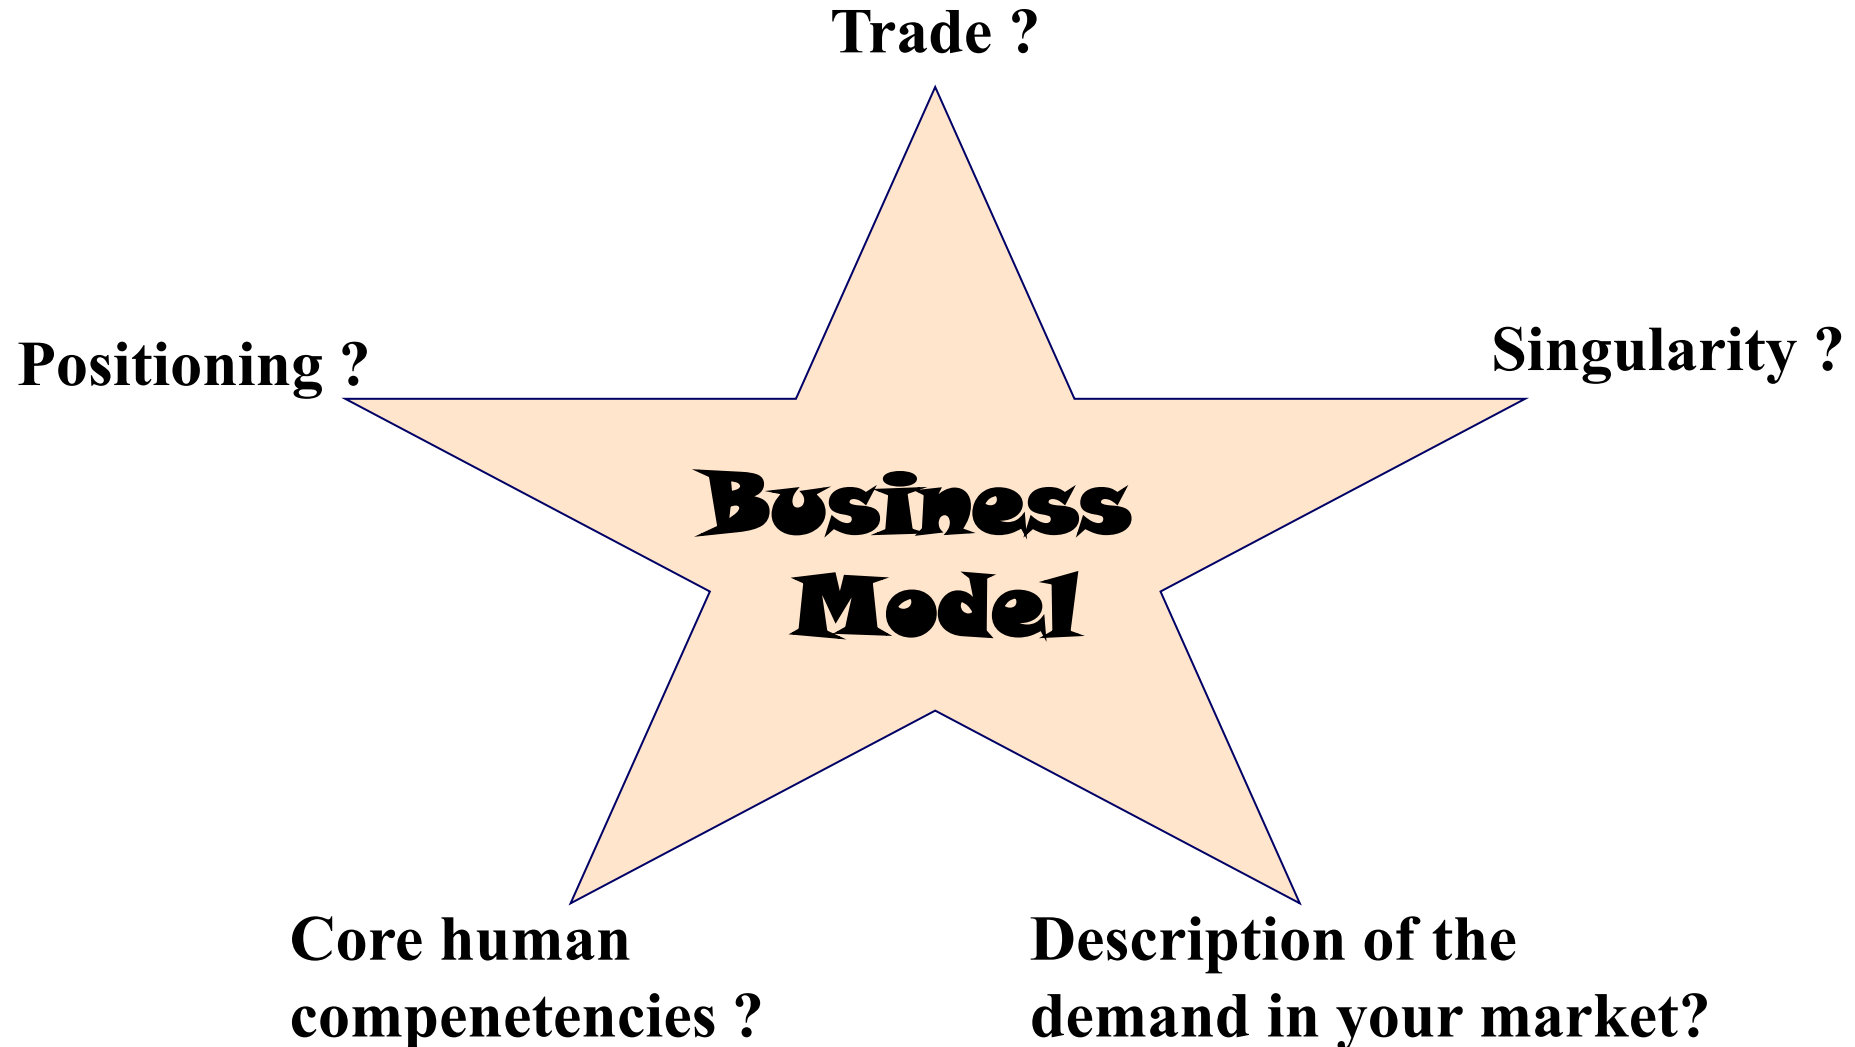 Trade ?
Positioning ?
Singularity ?
Business
Model
Core human
compenetencies ?
Description of the
demand in your market?